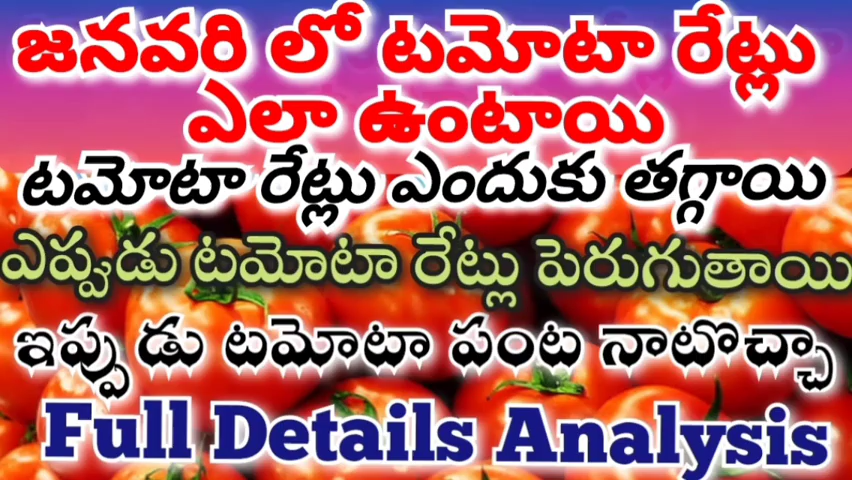 జనవరి లో టమోటా రేట్లు
ఎలా ఉంటాయి
టమోటా రేట్లు ఎందుకు తగ్గాయి
ఎప్పుడు టమోటా రేట్లు పెరుగుతాయి
ఇప్పుడు టమోటా పంట నాటొచ్చా
Full Details Analysis